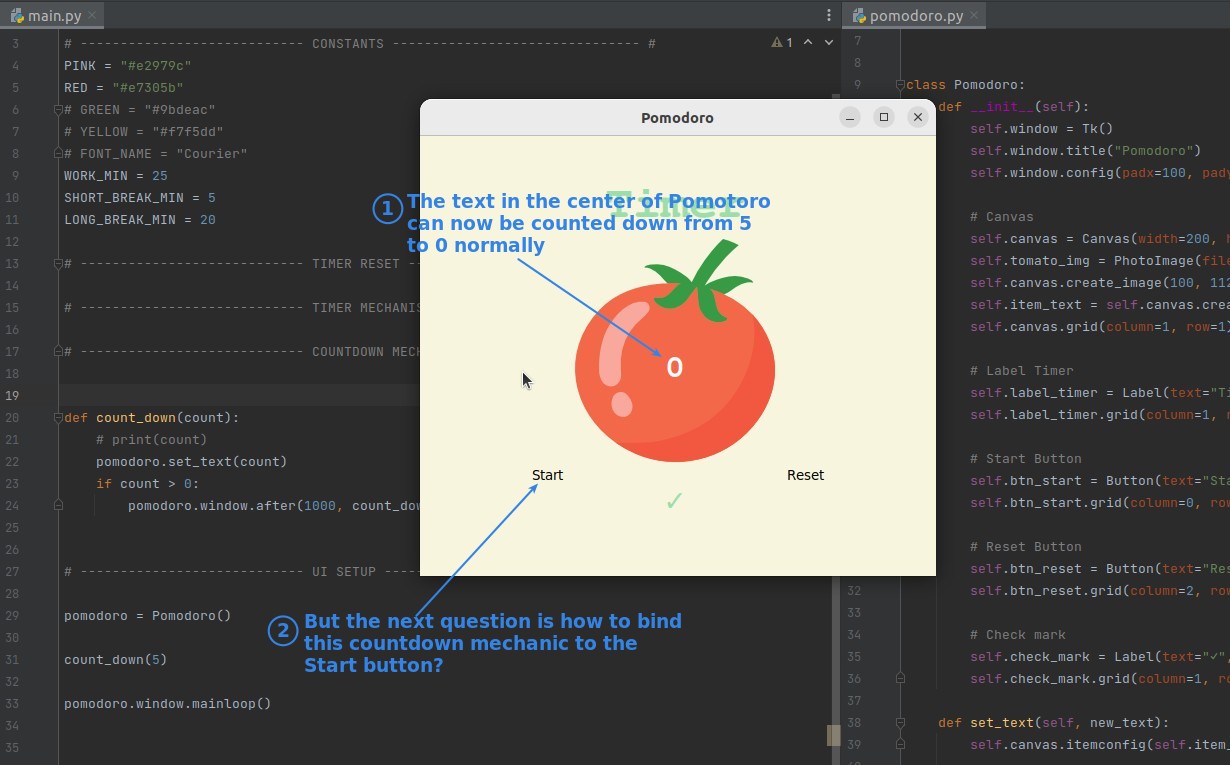 main.py
pomodoro.py
3 # ---------------------------- CONSTANTS ------------------------------- #
4 PINK = "#e2979c"
5 RED = "#e7305b"
6 # GREEN = "#9bdeac"
7 # YELLOW = "#f7f5dd"
8 # FONT_NAME = "Courier"
9 WORK_MIN = 25
10 SHORT_BREAK_MIN = 5
11 LONG_BREAK_MIN = 20
12
13 # ---------------------------- TIMER RESET --
14
15 # ---------------------------- TIMER MECHANIS
16
17 # ---------------------------- COUNTDOWN MECH
18
19
20 def count_down(count):
21 # print(count)
22 pomodoro.set_text(count)
23 if count > 0:
24 pomodoro.window.after(1000, count_dow
25
26
27 # ---------------------------- UI SETUP -----
28
29 pomodoro = Pomodoro()
30
31 count_down(5)
32
33 pomodoro.window.mainloop()
34
35
1
Pomodoro
Timer
1 The text in the center of Pomotoro
can now be counted down from 5
to 0 normally
0
Start
Reset
✓
2 But the next question is how to bind
this countdown mechanic to the
Start button?
7
8
9 class Pomodoro:
def __init__(self):
self.window = Tk()
self.window.title("Pomodoro")
self.window.config(padx=100, pady
# Canvas
self.canvas = Canvas(width=200, h
self.tomato_img = PhotoImage(file
self.canvas.create_image(100, 112
self.item_text = self.canvas.crea
self.canvas.grid(column=1, row=1)
# Label Timer
self.label_timer = Label(text="Ti
self.label_timer.grid(column=1, r
# Start Button
self.btn_start = Button(text="Sta
self.btn_start.grid(column=0, row
# Reset Button
self.btn_reset = Button(text="Res
32 self.btn_reset.grid(column=2, row
33
34 # Check mark
35 self.check_mark = Label(text="✓",
36 self.check_mark.grid(column=1, ro
37
38 def set_text(self, new_text):
39 self.canvas.itemconfig(self.item_